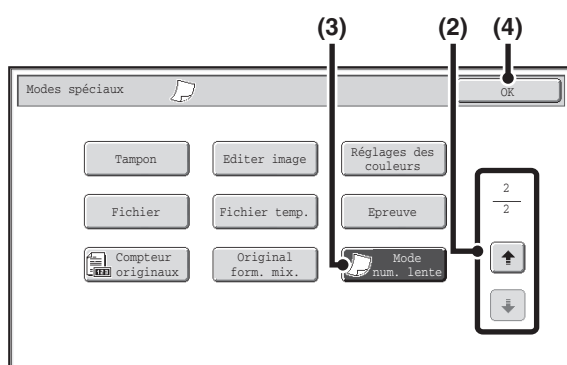 (3) (2) (4)
Modes spéciaux OK
Tampon Editer image Réglages des
couleurs
2
Fichier Fichier temp. Epreuve 2
Compteur Original Mode
originaux form. mix. num. lente